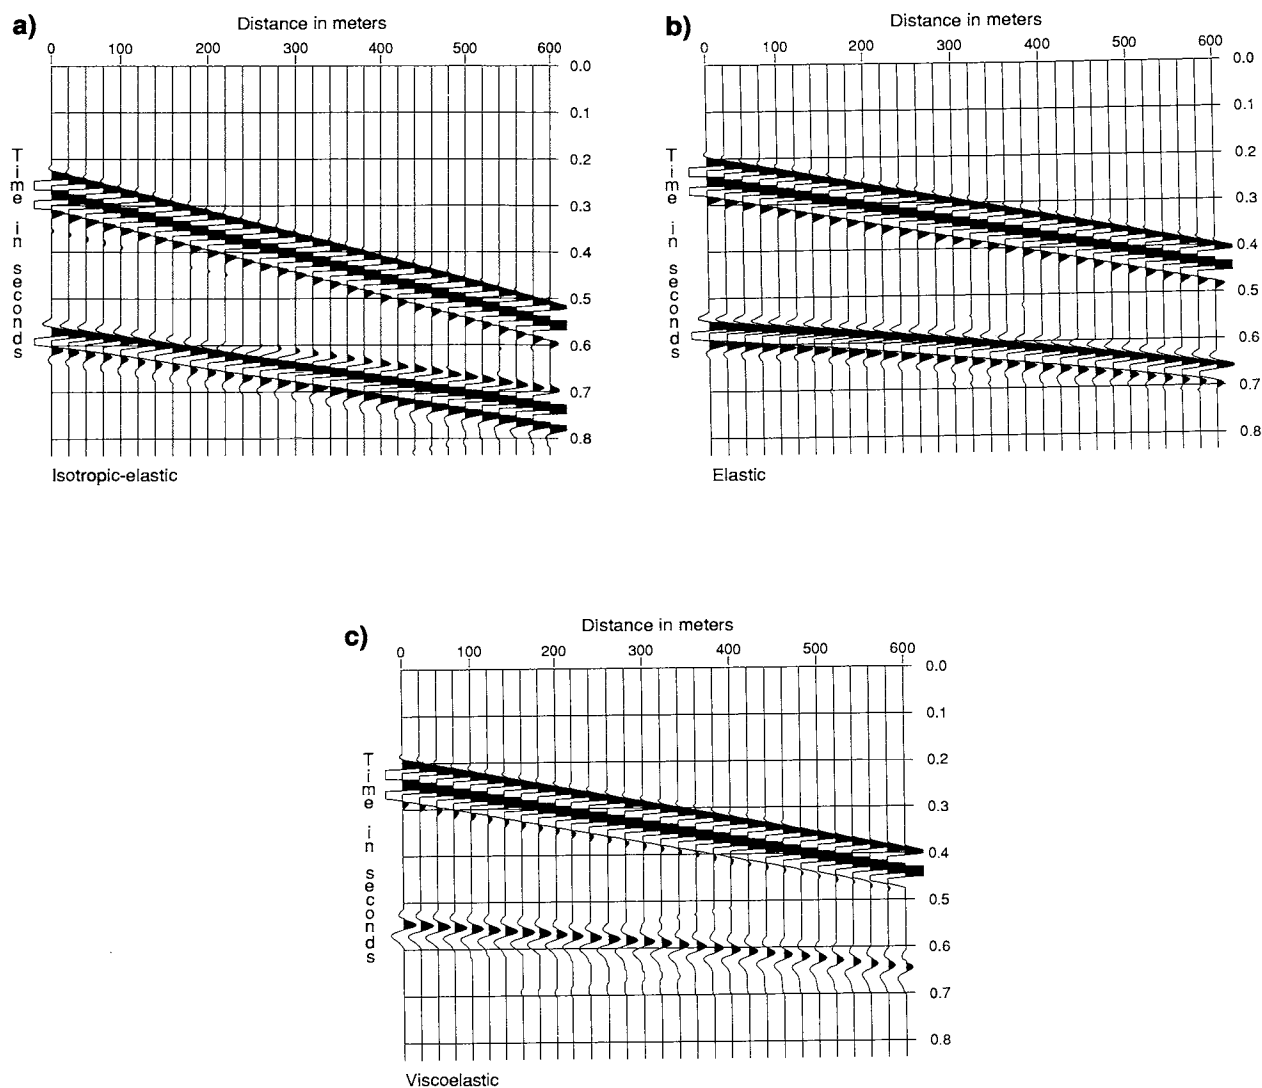 a)
Distance in meters
0 100 200 300 400 500 600
0.0
0.1
0.2
0.3
0.4
0.5
0.6
0.7
0.8
Time in seconds
Isotropic-elastic
b)
Distance in meters
0 100 200 300 400 500 600
0.0
0.1
0.2
0.3
0.4
0.5
0.6
0.7
0.8
Time in seconds
Elastic
c)
Distance in meters
0 100 200 300 400 500 600
0.0
0.1
0.2
0.3
0.4
0.5
0.6
0.7
0.8
Time in seconds
Viscoelastic